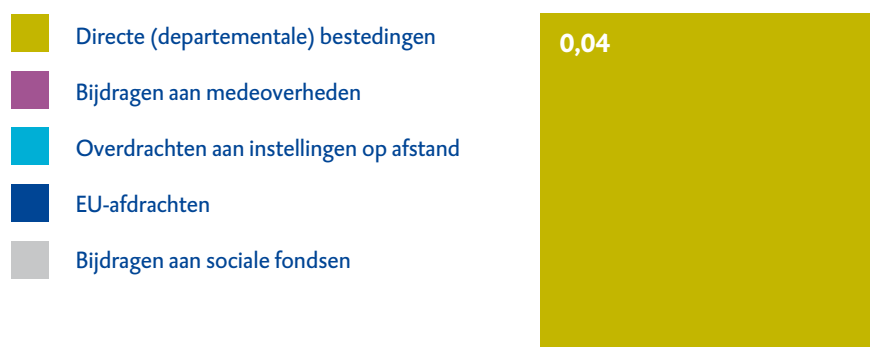 Directe (departementale) bestedingen
Bijdragen aan medeoverheden
Overdrachten aan instellingen op afstand
EU-afdrachten
Bijdragen aan sociale fondsen
0,04